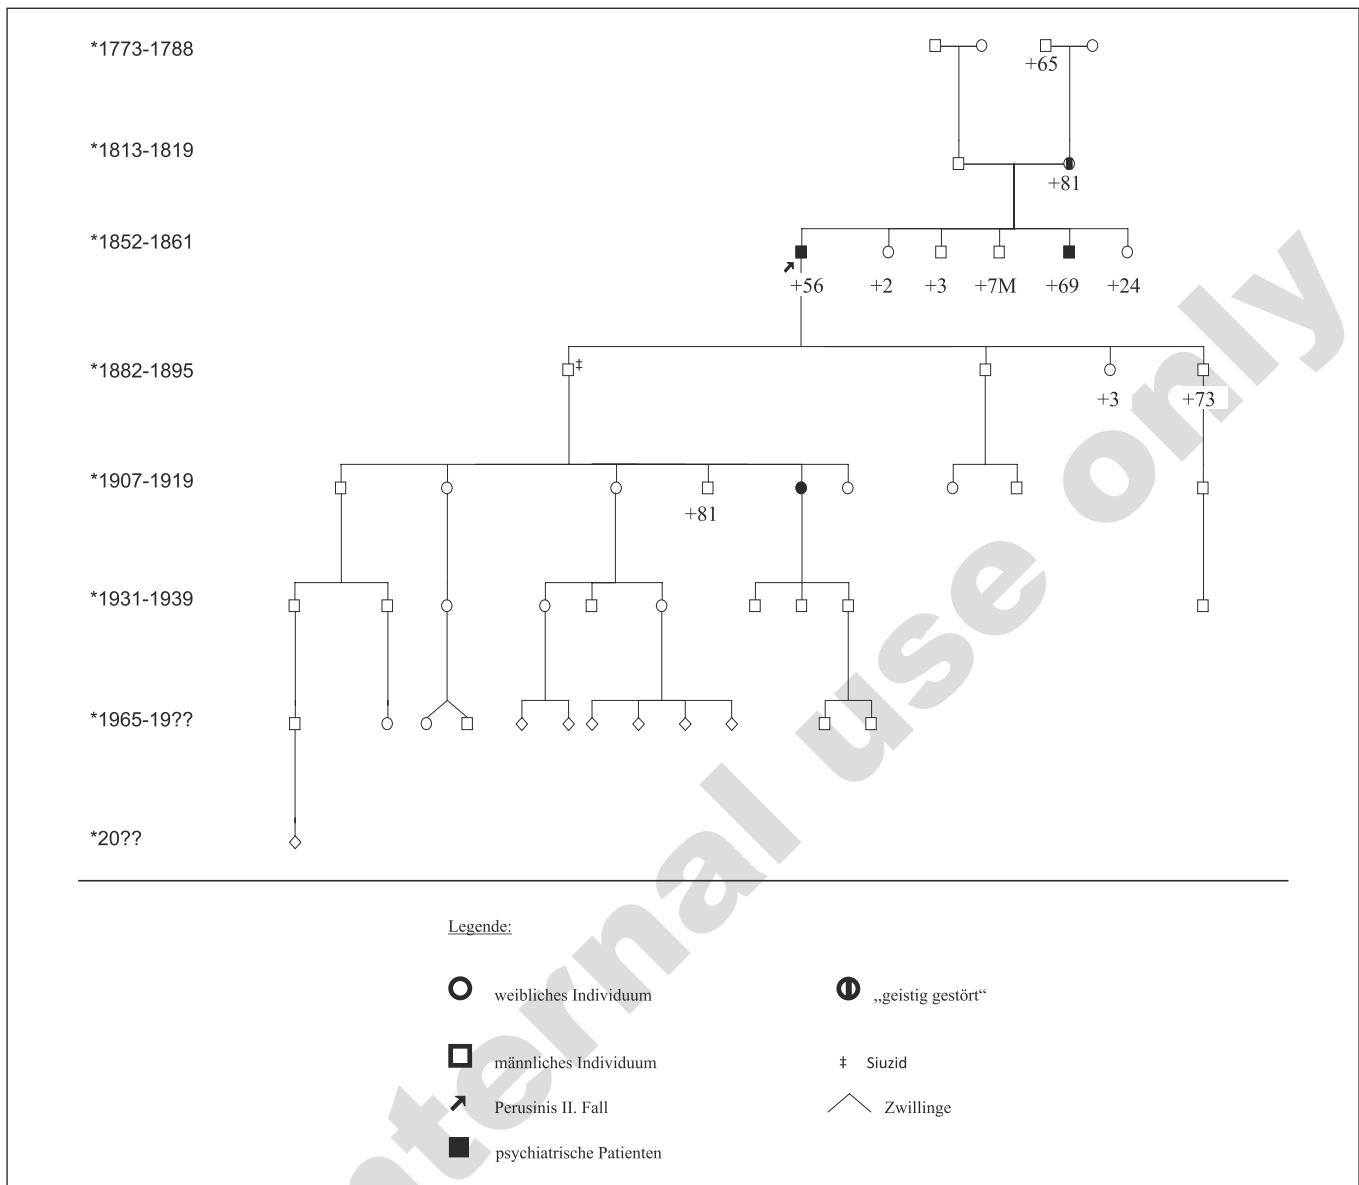 *1773-1788
+65
*1813-1819
+81
*1852-1861
+56 +2 +3 +7M +69 +24
‡
*1882-1895
+3 +73
*1907-1919
+81
*1931-1939
*1965-19??
*20??
Legende:
weibliches Individuum
„geistig gestört“
männliches Individuum
‡ Siuzid
Perusinis II. Fall
Zwillinge
psychiatrische Patienten
nternal use only